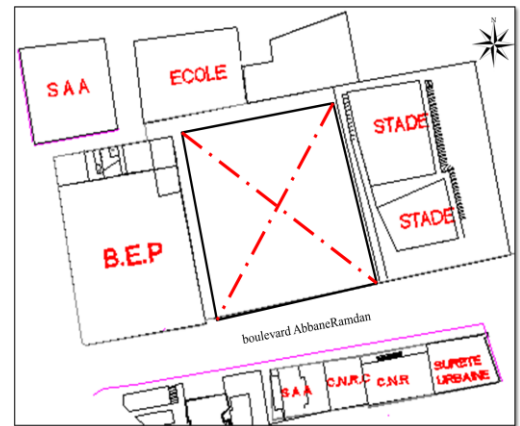 S A A
ECOLE
STADE
STADE
B.E.P
boulevard AbbaneRamdan
S A A
C.N.R.C
C.N.R
SURETE
URBAINE